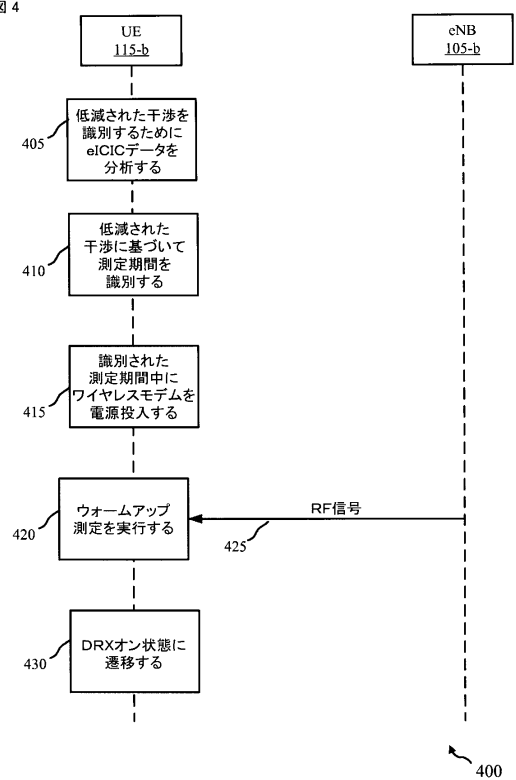 図4
UE
115-b
eNB
105-b
低減された干渉を
識別するために
eICICデータを
分析する
405
低減された
干渉に基づいて
測定期間を
識別する
410
識別された
測定期間中に
ワイヤレスモデムを
電源投入する
415
ウォームアップ
測定を実行する
420
RF信号
425
DRXオン状態に
遷移する
430
400